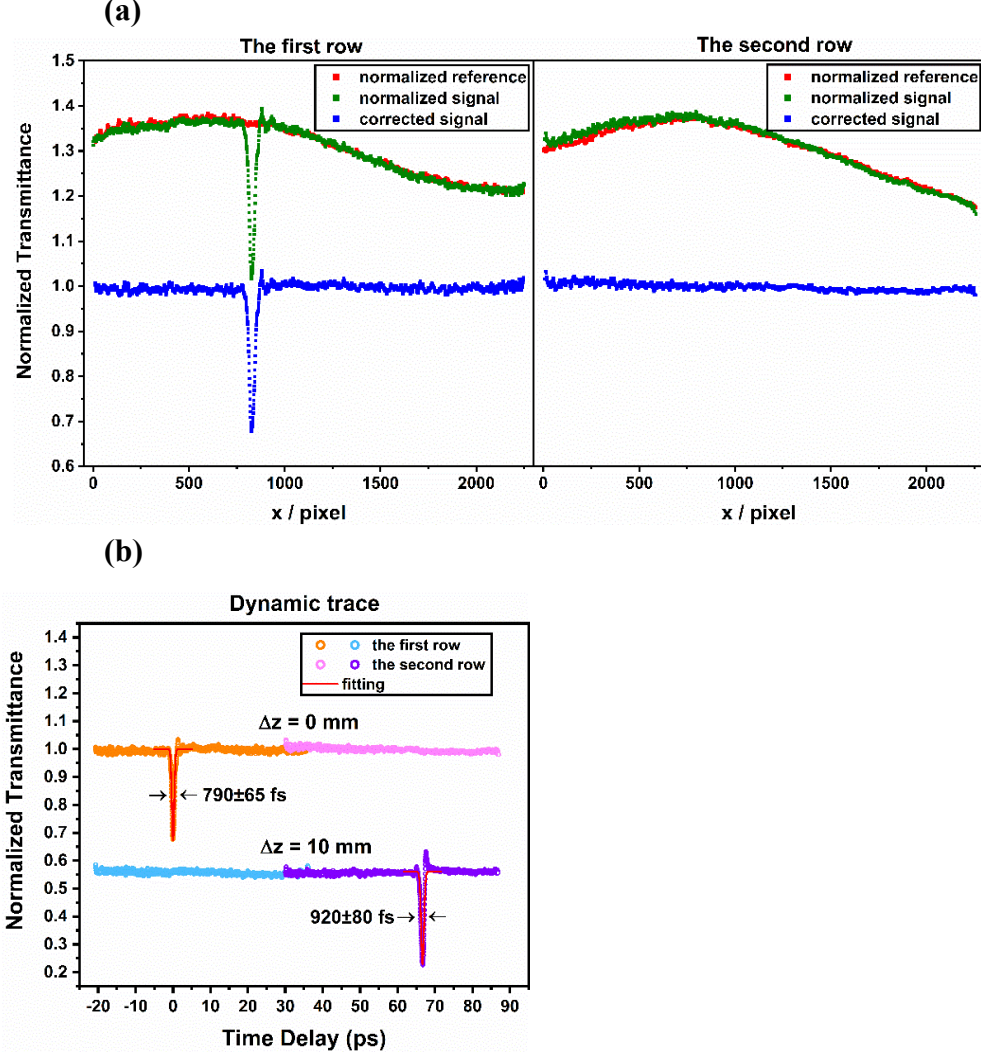 (a)
The first row
The second row
Normalized Transmittance
1.5
1.4
1.3
1.2
1.1
1.0
0.9
0.8
0.7
0.6
normalized reference
normalized signal
corrected signal
normalized reference
normalized signal
corrected signal
0 500 1000 1500 2000
0 500 1000 1500 2000
x / pixel
x / pixel
(b)
Dynamic trace
Normalized Transmittance
1.4
1.3
1.2
1.1
1.0
0.9
0.8
0.7
0.6
0.5
0.4
0.3
0.2
the first row
the second row
fitting
Δz = 0 mm
→ ← 790±65 fs
Δz = 10 mm
920±80 fs → ←
-20 -10 0 10 20 30 40 50 60 70 80 90
Time Delay (ps)